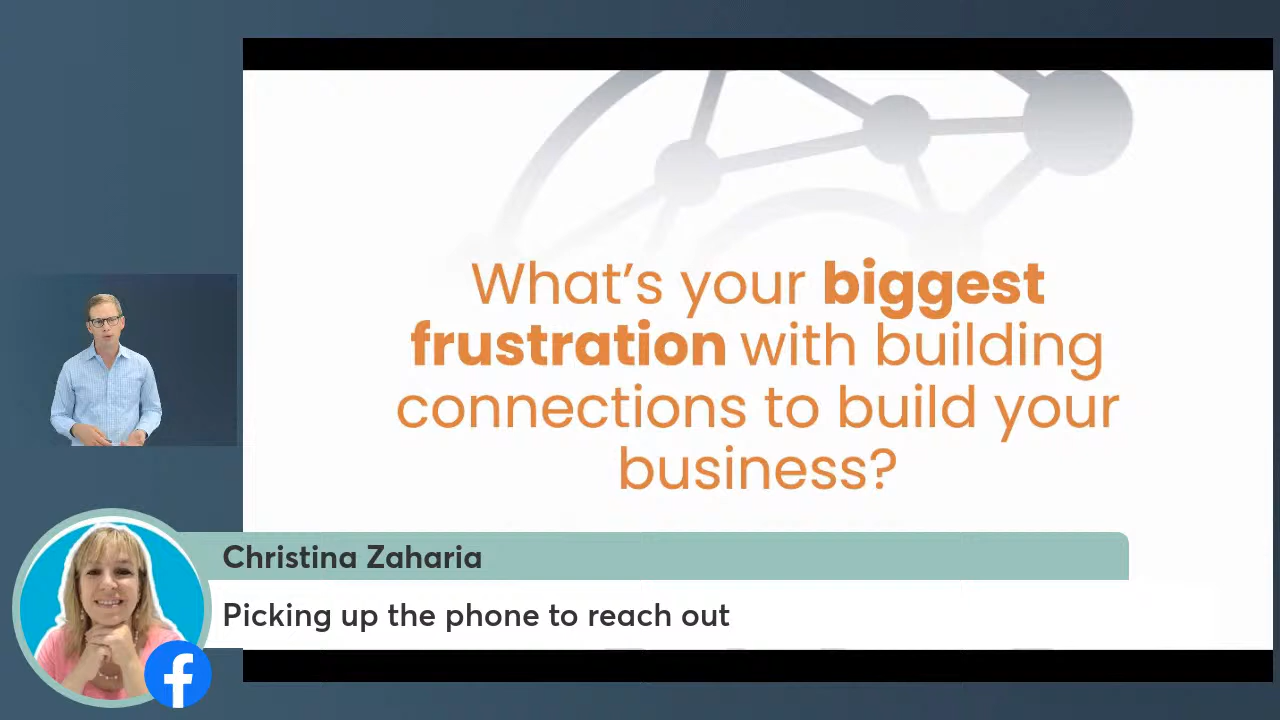 What’s your biggest
frustration with building
connections to build your
business?
Christina Zaharia
Picking up the phone to reach out